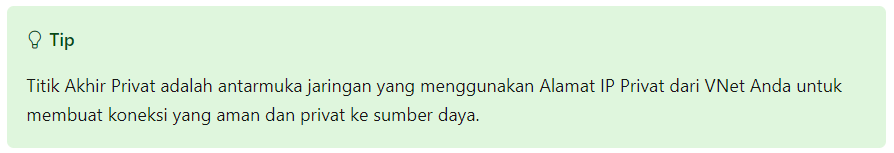 Tip
Titik Akhir Privat adalah antarmuka jaringan yang menggunakan Alamat IP Privat dari VNet Anda untuk
membuat koneksi yang aman dan privat ke sumber daya.